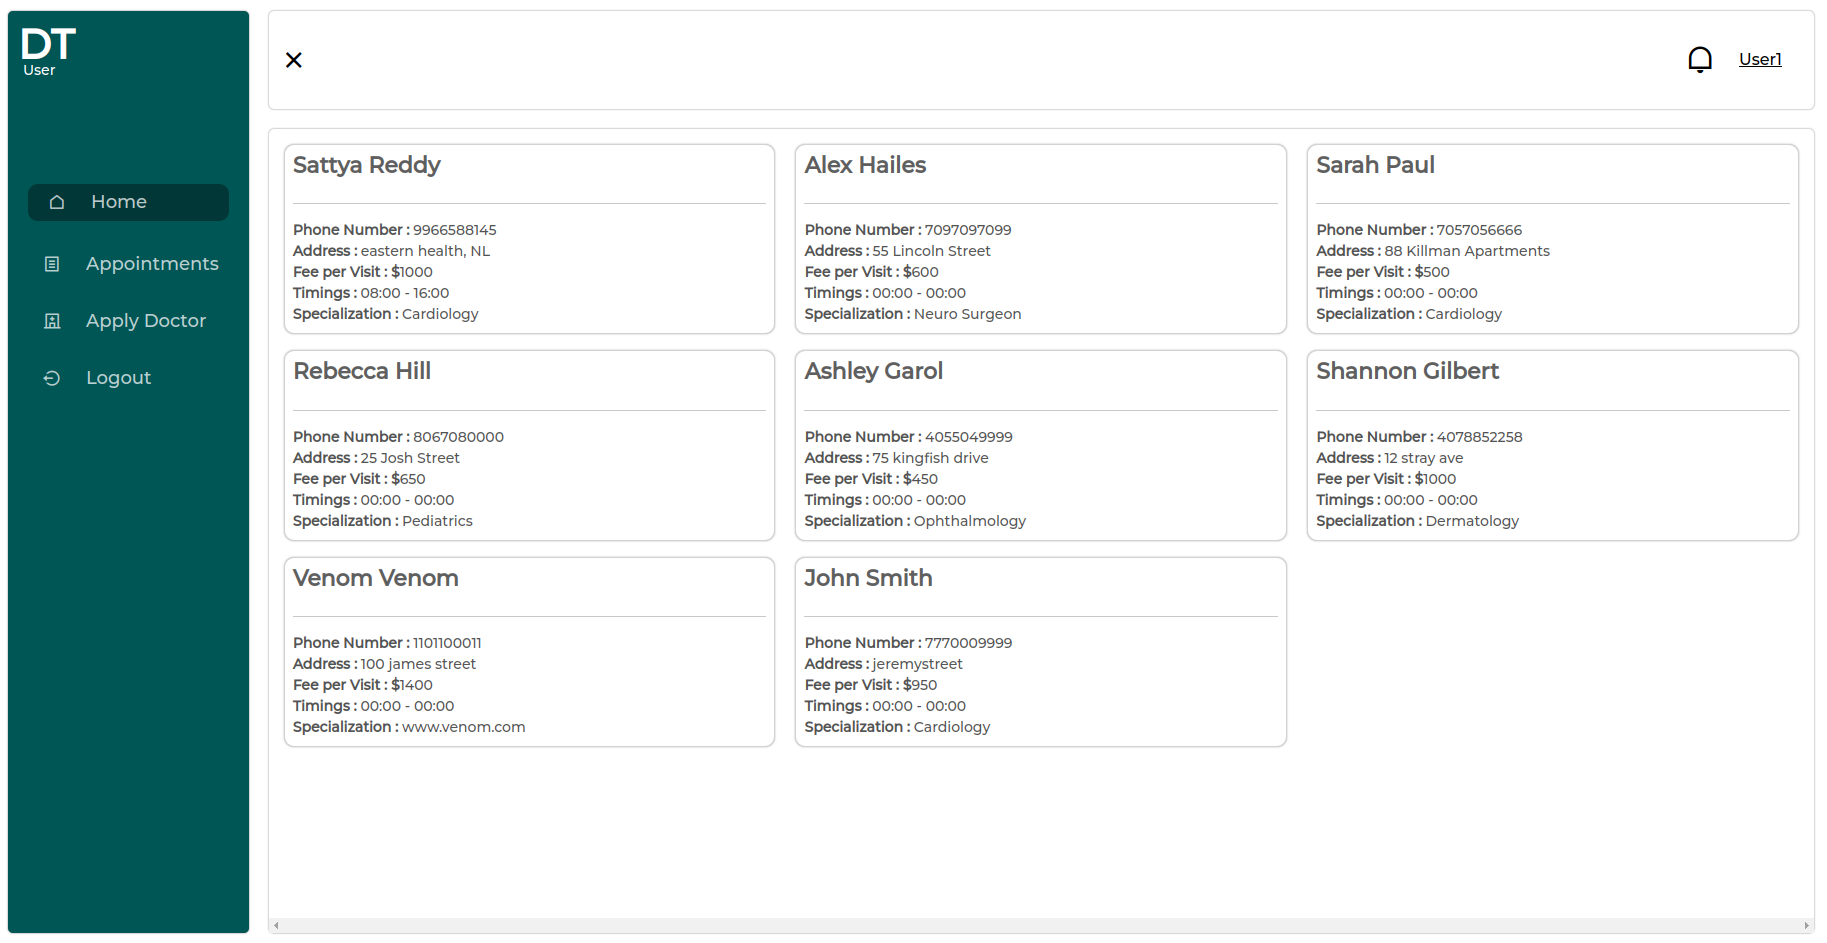 DT
User
Home
Appointments
Apply Doctor
Logout
User1
Sattya Reddy
Phone Number : 9966588145
Address : eastern health, NL
Fee per Visit : $1000
Timings : 08:00 - 16:00
Specialization : Cardiology
Alex Hailes
Phone Number : 7097097099
Address : 55 Lincoln Street
Fee per Visit : $600
Timings : 00:00 - 00:00
Specialization : Neuro Surgeon
Sarah Paul
Phone Number : 7057056666
Address : 88 Killman Apartments
Fee per Visit : $500
Timings : 00:00 - 00:00
Specialization : Cardiology
Rebecca Hill
Phone Number : 8067080000
Address : 25 Josh Street
Fee per Visit : $650
Timings : 00:00 - 00:00
Specialization : Pediatrics
Ashley Garol
Phone Number : 4055049999
Address : 75 kingfish drive
Fee per Visit : $450
Timings : 00:00 - 00:00
Specialization : Ophthalmology
Shannon Gilbert
Phone Number : 4078852258
Address : 12 stray ave
Fee per Visit : $1000
Timings : 00:00 - 00:00
Specialization : Dermatology
Venom Venom
Phone Number : 1101100011
Address : 100 james street
Fee per Visit : $1400
Timings : 00:00 - 00:00
Specialization : www.venom.com
John Smith
Phone Number : 7770009999
Address : jeremystreet
Fee per Visit : $950
Timings : 00:00 - 00:00
Specialization : Cardiology